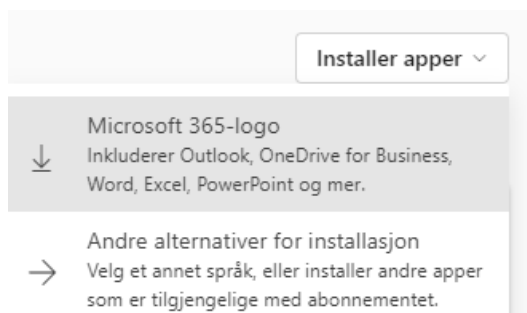 Installer apper
Microsoft 365-logo
Inkluderer Outlook, OneDrive for Business,
Word, Excel, PowerPoint og mer.
Andre alternativer for installasjon
Velg et annet språk, eller installer andre apper
som er tilgjengelige med abonnementet.